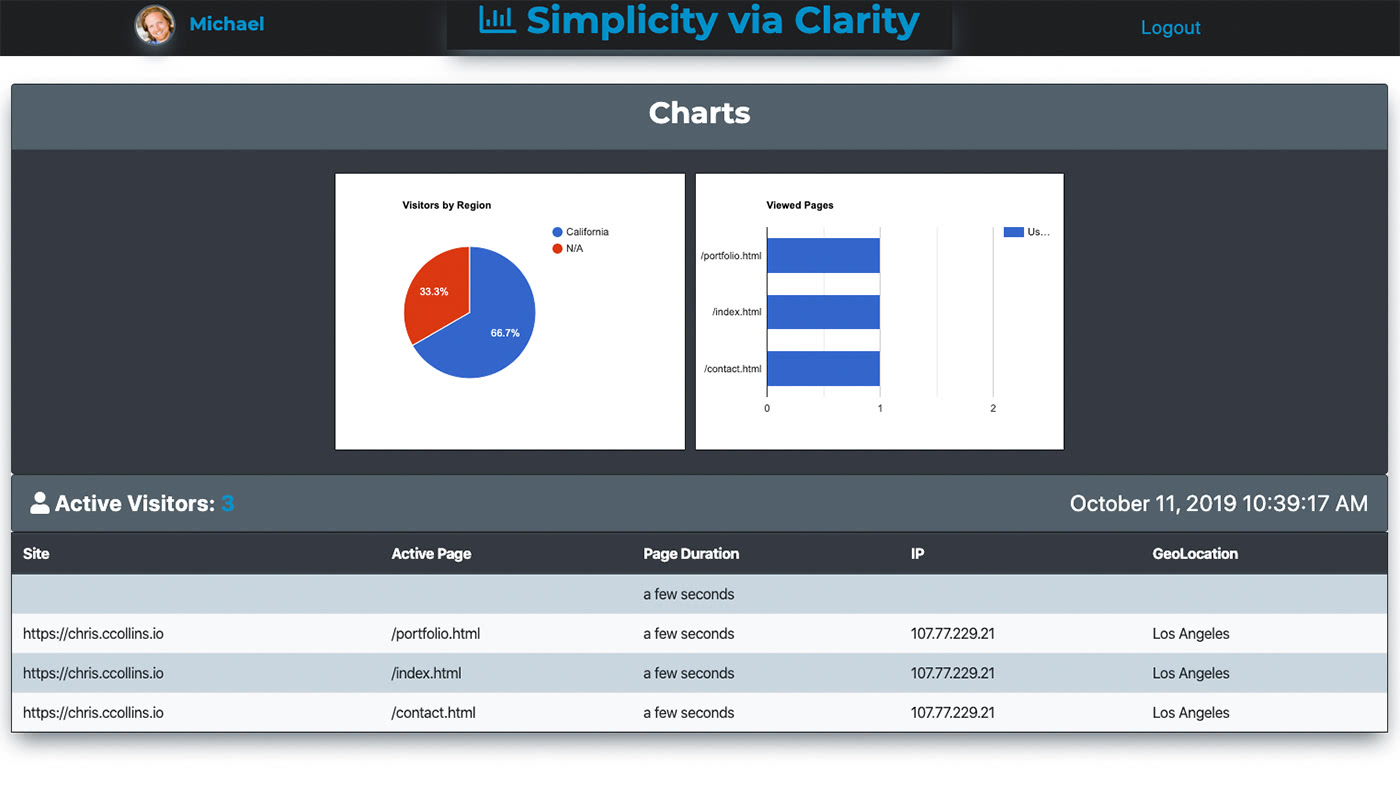 Michael
Simplicity via Clarity
Logout
Charts
Visitors by Region
California
N/A
33.3%
66.7%
Viewed Pages
Us...
/portfolio.html
/index.html
/contact.html
0 1 2
Active Visitors: 3
October 11, 2019 10:39:17 AM
Site Active Page Page Duration IP GeoLocation
a few seconds
https://chris.ccollins.io /portfolio.html a few seconds 107.77.229.21 Los Angeles
https://chris.ccollins.io /index.html a few seconds 107.77.229.21 Los Angeles
https://chris.ccollins.io /contact.html a few seconds 107.77.229.21 Los Angeles